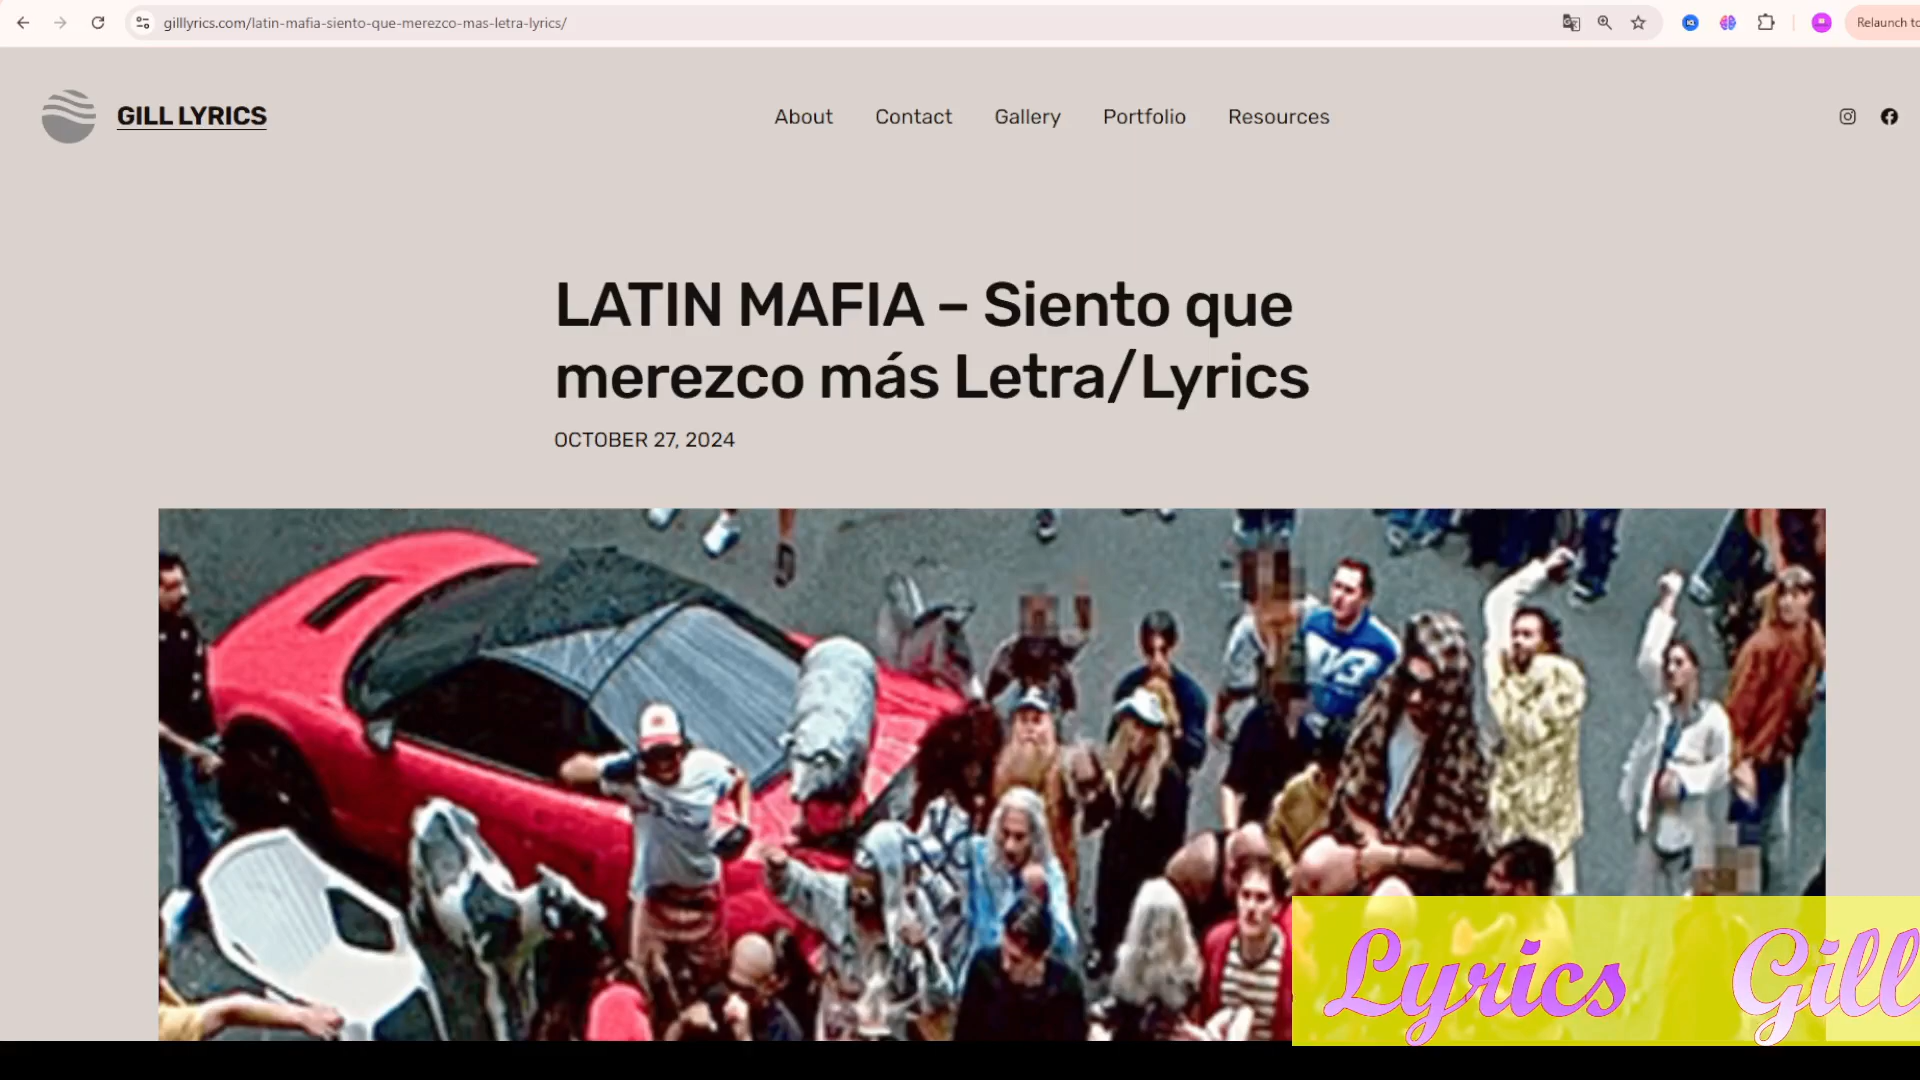 gilllyrics.com/latin-mafia-siento-que-merezco-mas-letra-lyrics/
Relaunch to
GILL LYRICS
About Contact Gallery Portfolio Resources
LATIN MAFIA – Siento que
merezco más Letra/Lyrics
OCTOBER 27, 2024
Lyrics Gill